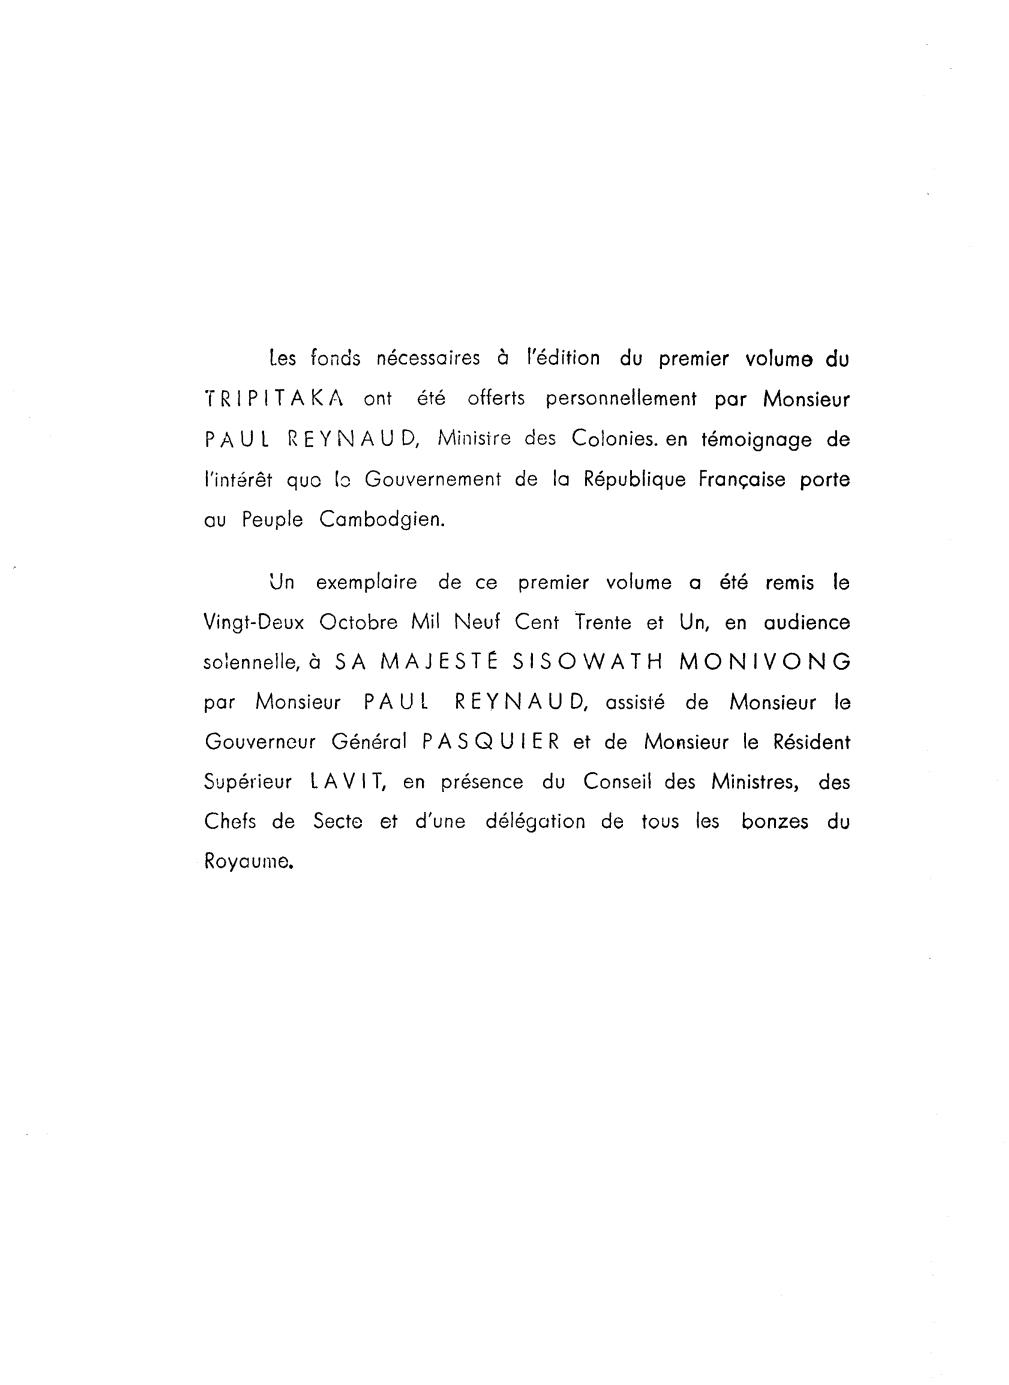 Les fonds nécessaires à l'édition du premier volume du
TRIPITAKA ont été offerts personnellement par Monsieur
PAUL REYNAUD, Ministre des Colonies. en témoignage de
l'intérêt que le Gouvernement de la République Française porte
au Peuple Cambodgien.
Un exemplaire de ce premier volume a été remis le
Vingt-Deux Octobre Mil Neuf Cent Trente et Un, en audience
solennelle, à SA MAJESTÉ SISOWATH MONIVONG
par Monsieur PAUL REYNAUD, assisté de Monsieur le
Gouverneur Général PASQUIER et de Monsieur le Résident
Supérieur LAVIT, en présence du Conseil des Ministres, des
Chefs de Secte et d'une délégation de tous les bonzes du
Royaume.